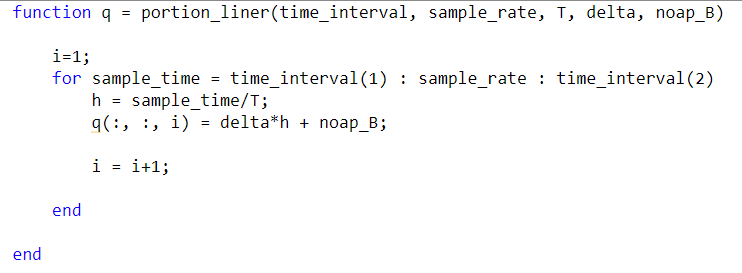 function q = portion_liner(time_interval, sample_rate, T, delta, noap_B)
i=1;
for sample_time = time_interval(1) : sample_rate : time_interval(2)
h = sample_time/T;
q(:, :, i) = delta*h + noap_B;
i = i+1;
end
end